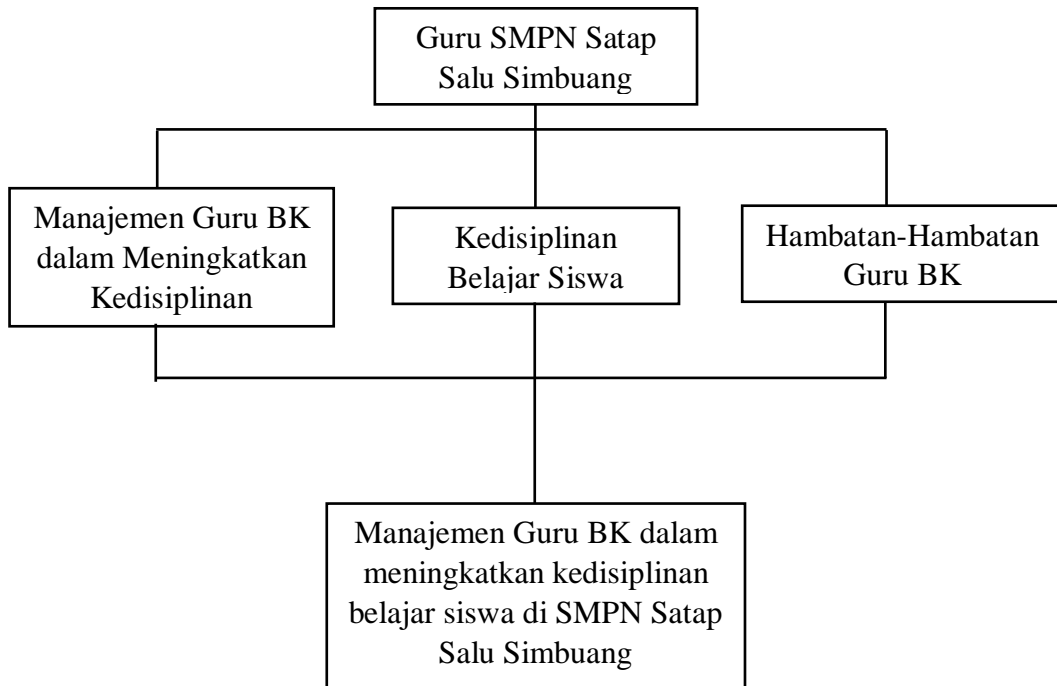 Guru SMPN Satap
Salu Simbuang
Manajemen Guru BK
dalam Meningkatkan
Kedisiplinan
Kedisiplinan
Belajar Siswa
Hambatan-Hambatan
Guru BK
Manajemen Guru BK dalam
meningkatkan kedisiplinan
belajar siswa di SMPN Satap
Salu Simbuang